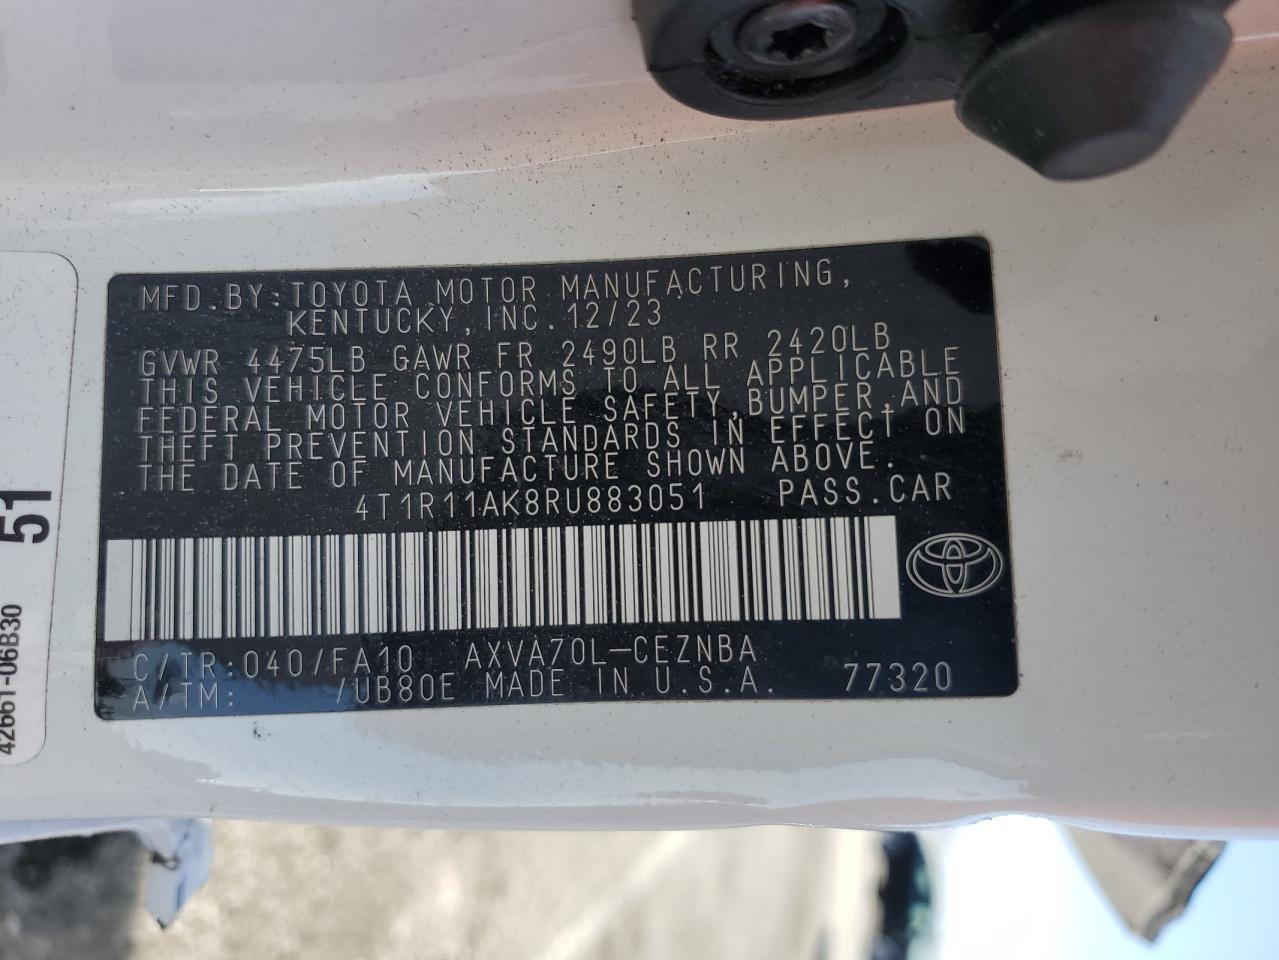 MFD. BY: TOYOTA MOTOR MANUFACTURING,
KENTUCKY, INC. 12/23
GVWR 4475LB GAWR FR 2490LB RR 2420LB
THIS VEHICLE CONFORMS TO ALL APPLICABLE
FEDERAL MOTOR VEHICLE SAFETY, BUMPER, AND
THEFT PREVENTION STANDARDS IN EFFECT ON
THE DATE OF MANUFACTURE SHOWN ABOVE.
4T1R11AK8RU883051 PASS. CAR
C/TR: 040/FA10 AXVA70L-CEZNBA
A/TM: /UB80E MADE IN U.S.A. 77320
51
42661-06B30